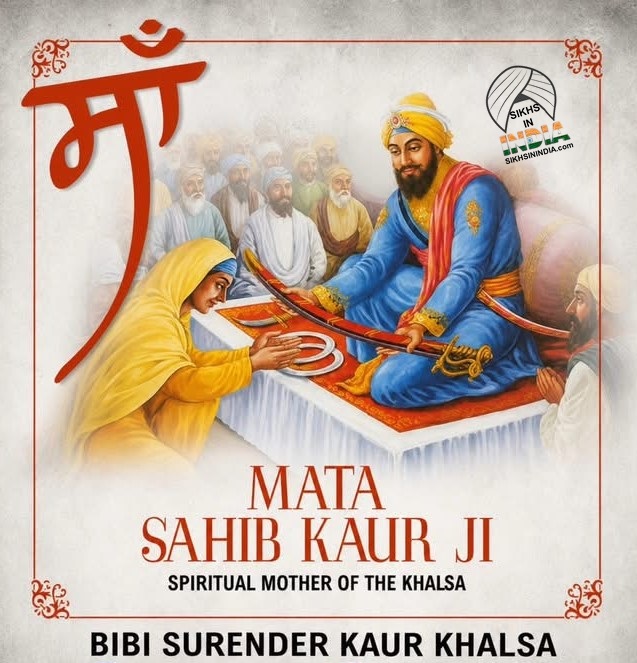 माँ
SIKHS
IN
INDIA
SIKHSININDIA.com
MATA
SAHIB KAUR JI
SPIRITUAL MOTHER OF THE KHALSA
BIBI SURENDER KAUR KHALSA